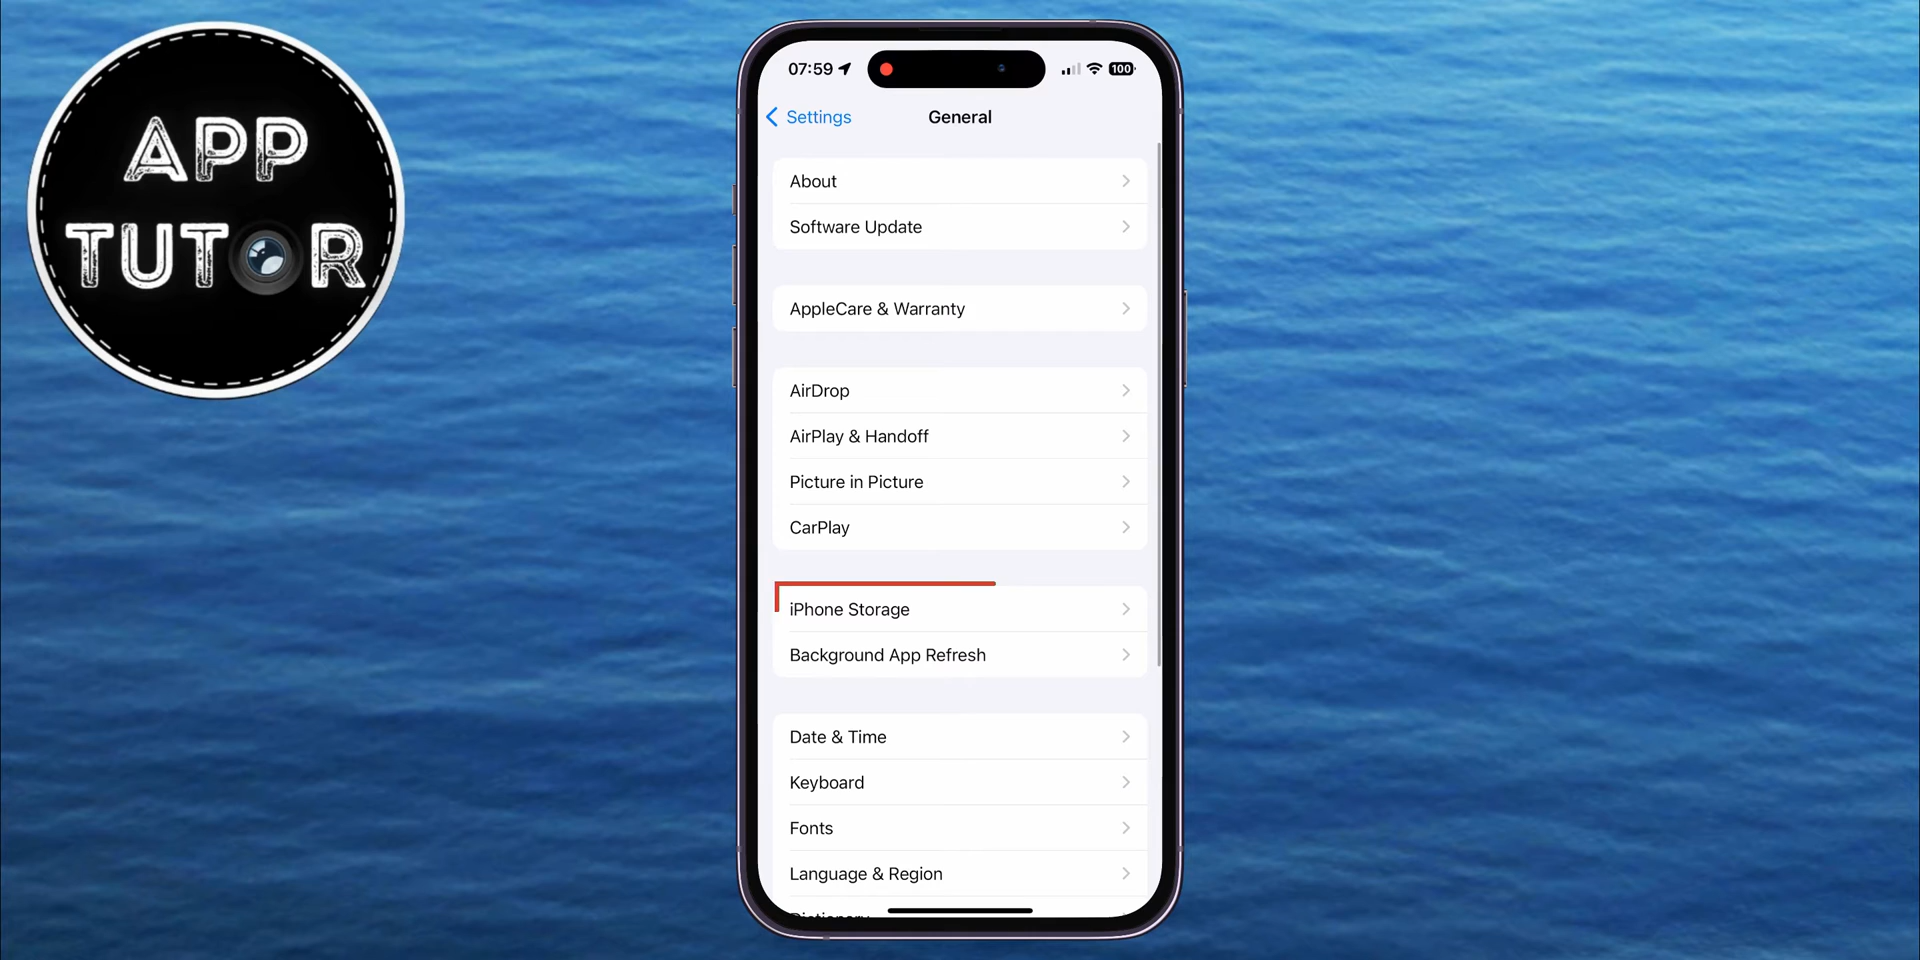 APP
TUTOR
07:59
100
Settings
General
About
Software Update
AppleCare & Warranty
AirDrop
AirPlay & Handoff
Picture in Picture
CarPlay
iPhone Storage
Background App Refresh
Date & Time
Keyboard
Fonts
Language & Region
Dictionary